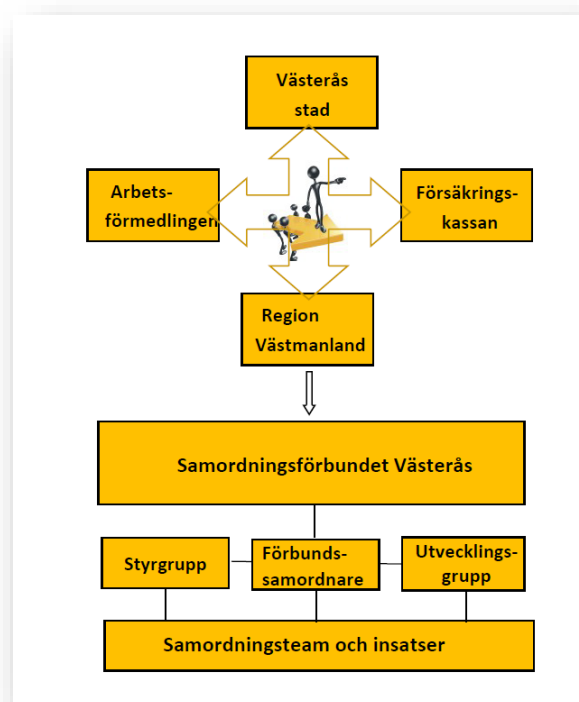 Västerås
stad
Arbets-
förmedlingen
Försäkrings-
kassan
Region
Västmanland
Samordningsförbundet Västerås
Styrgrupp
Förbunds-
samordnare
Utvecklings-
grupp
Samordningsteam och insatser